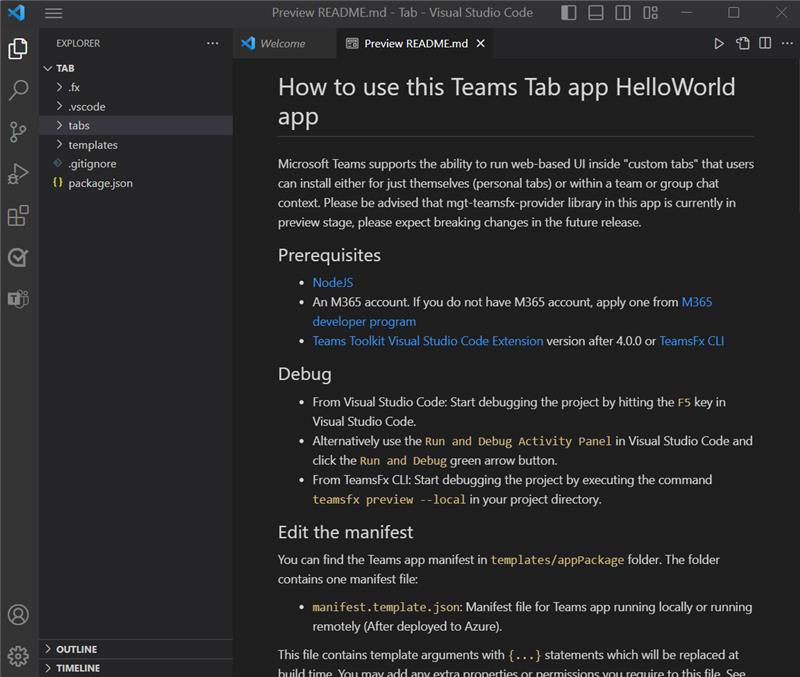 Preview README.md - Tab - Visual Studio Code
EXPLORER
TAB
.fx
.vscode
tabs
templates
.gitignore
{} package.json
OUTLINE
TIMELINE
Welcome
Preview README.md
How to use this Teams Tab app HelloWorld
app
Microsoft Teams supports the ability to run web-based UI inside "custom tabs" that users
can install either for just themselves (personal tabs) or within a team or group chat
context. Please be advised that mgt-teamsfx-provider library in this app is currently in
preview stage, please expect breaking changes in the future release.
Prerequisites
• NodeJS
• An M365 account. If you do not have M365 account, apply one from M365
developer program
• Teams Toolkit Visual Studio Code Extension version after 4.0.0 or TeamsFx CLI
Debug
• From Visual Studio Code: Start debugging the project by hitting the F5 key in
Visual Studio Code.
• Alternatively use the Run and Debug Activity Panel in Visual Studio Code and
click the Run and Debug green arrow button.
• From TeamsFx CLI: Start debugging the project by executing the command
teamsfx preview --local in your project directory.
Edit the manifest
You can find the Teams app manifest in templates/appPackage folder. The folder
contains one manifest file:
• manifest.template.json: Manifest file for Teams app running locally or running
remotely (After deployed to Azure).
This file contains template arguments with {...} statements which will be replaced at
build time. You may add any extra properties or permissions you require to this file. See